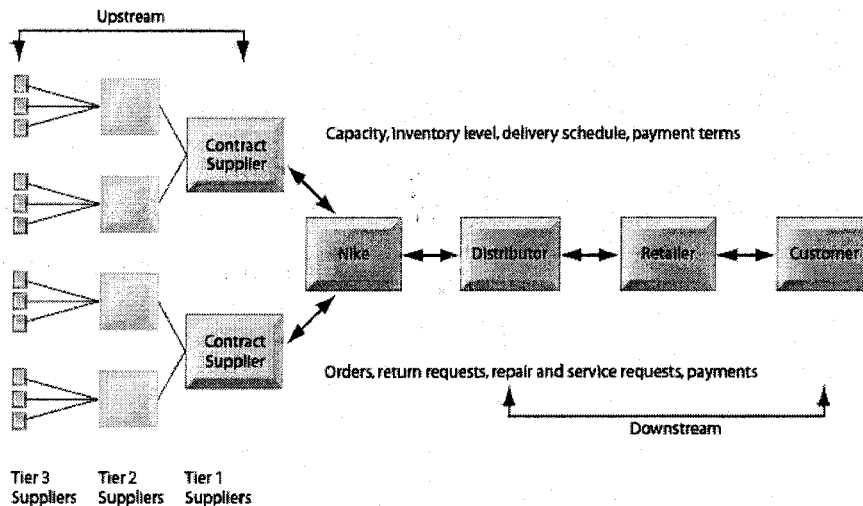 Upstream
Capacity, inventory level, delivery schedule, payment terms
Contract
Supplier
Nike
Distributor
Retailer
Customer
Contract
Supplier
Orders, return requests, repair and service requests, payments
Downstream
Tier 3
Suppliers
Tier 2
Suppliers
Tier 1
Suppliers